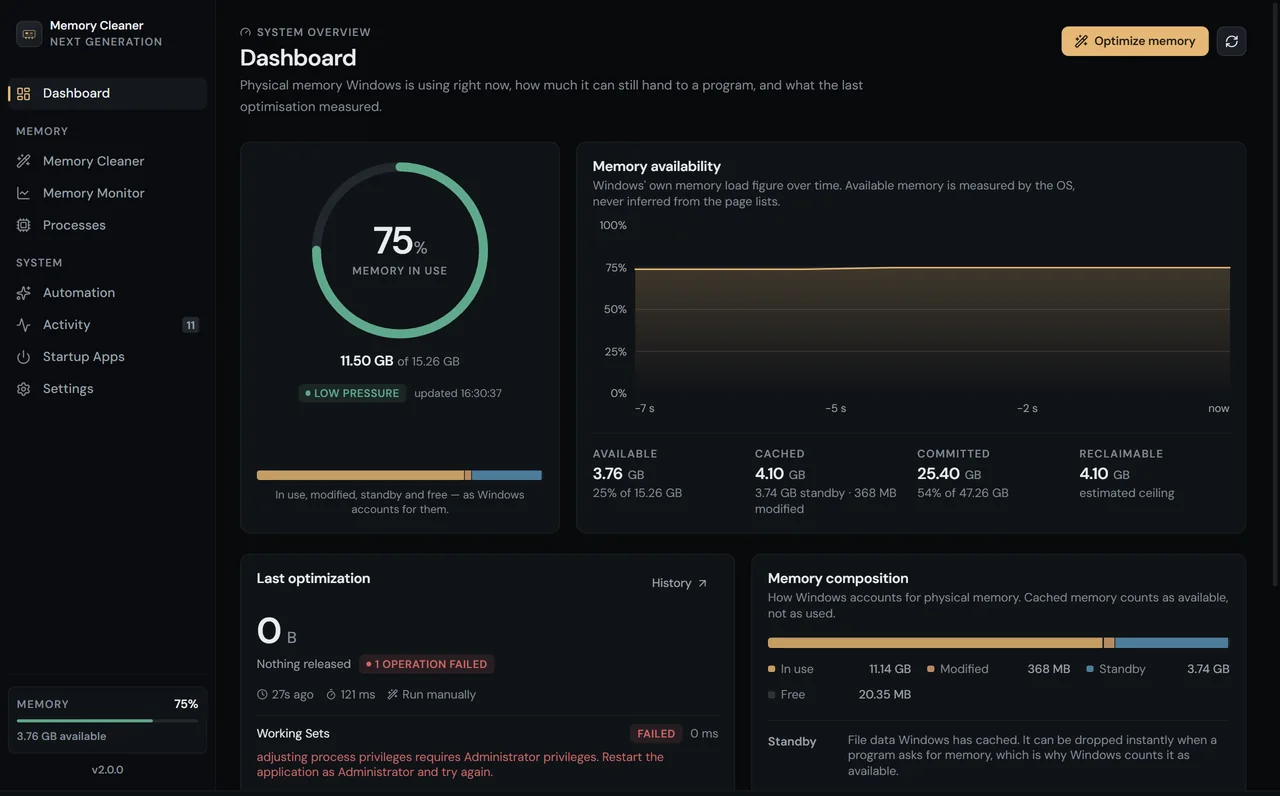 Memory Cleaner
NEXT GENERATION
Dashboard
MEMORY
Memory Cleaner
Memory Monitor
Processes
SYSTEM
Automation
Activity 11
Startup Apps
Settings
MEMORY 75%
3.76 GB available
v2.0.0
SYSTEM OVERVIEW
Dashboard
Physical memory Windows is using right now, how much it can still hand to a program, and what the last
optimisation measured.
Optimize memory
75%
MEMORY IN USE
11.50 GB of 15.26 GB
LOW PRESSURE updated 16:30:37
In use, modified, standby and free — as Windows
accounts for them.
Memory availability
Windows' own memory load figure over time. Available memory is measured by the OS,
never inferred from the page lists.
100%
75%
50%
25%
0%
-7 s -5 s -2 s now
AVAILABLE CACHED COMMITTED RECLAIMABLE
3.76 GB 4.10 GB 25.40 GB 4.10 GB
25% of 15.26 GB 3.74 GB standby · 368 MB 54% of 47.26 GB estimated ceiling
modified
Last optimization History
0 B
Nothing released 1 OPERATION FAILED
27s ago 121 ms Run manually
Working Sets FAILED 0 ms
adjusting process privileges requires Administrator privileges. Restart the
application as Administrator and try again.
Memory composition
How Windows accounts for physical memory. Cached memory counts as available,
not as used.
In use 11.14 GB Modified 368 MB Standby 3.74 GB
Free 20.35 MB
Standby File data Windows has cached. It can be dropped instantly when a
program asks for memory, which is why Windows counts it as
available.